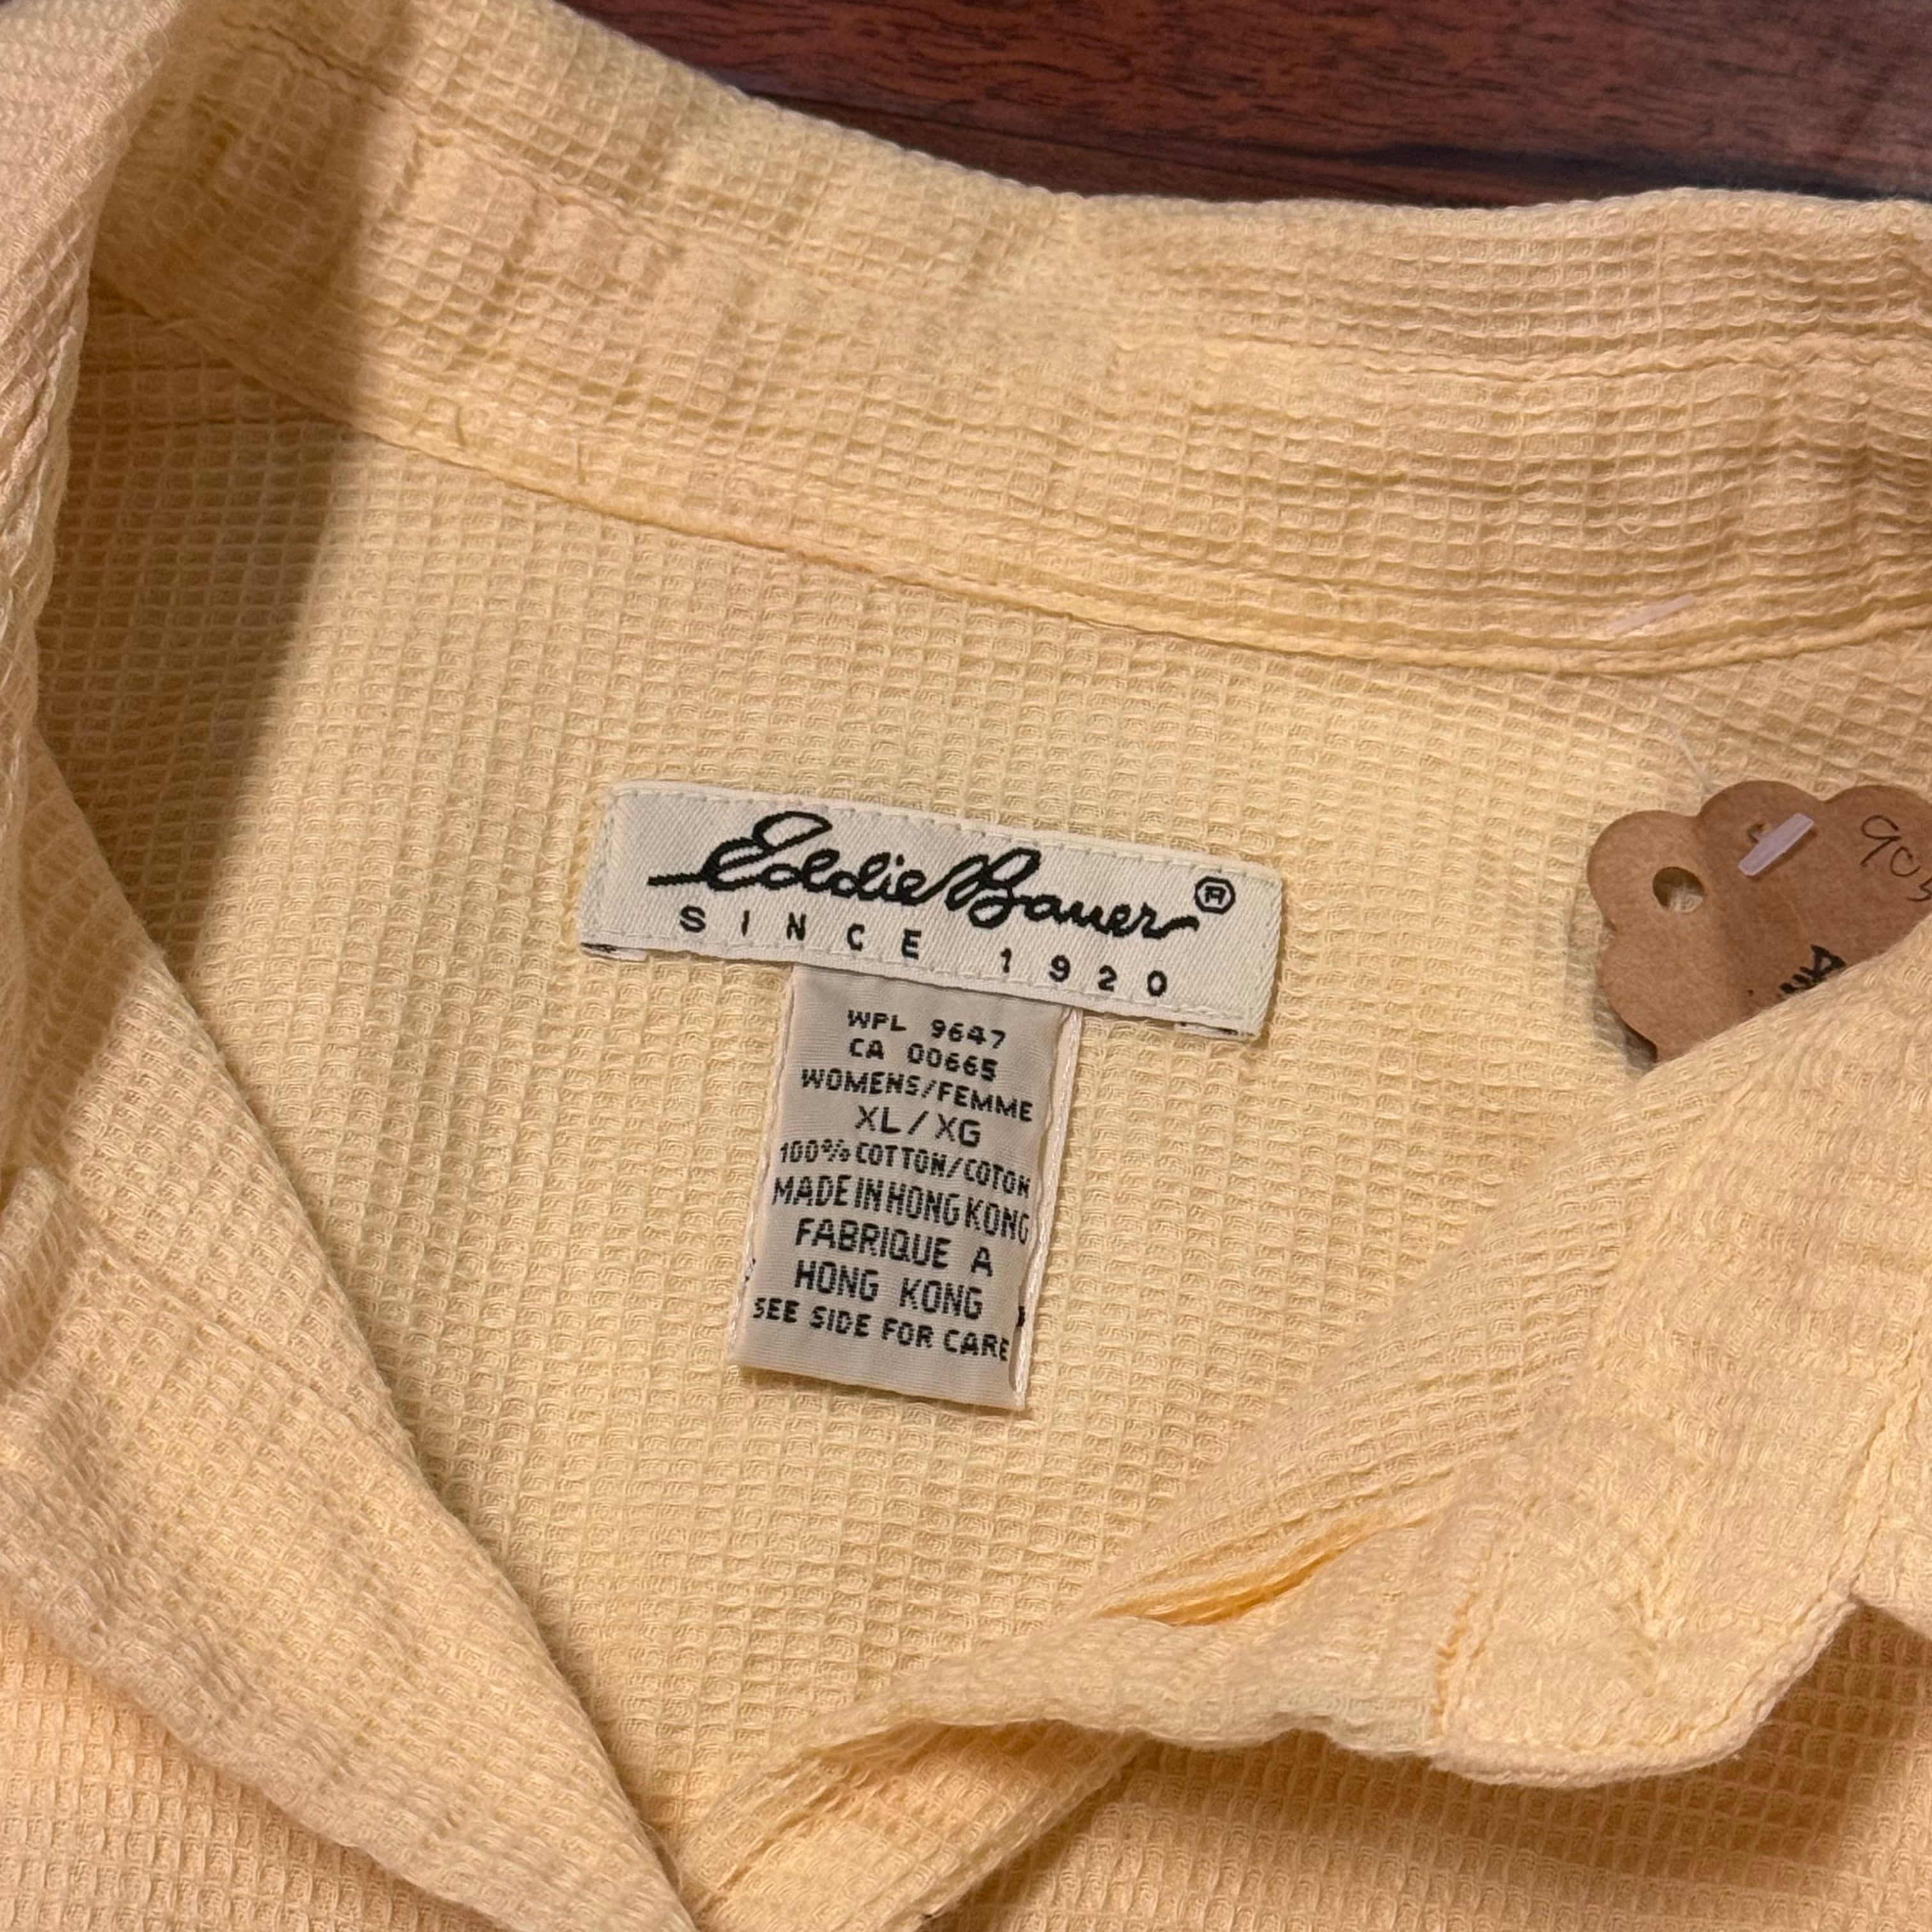 Eddie Bauer ®
SINCE 1920
WPL 9647
CA 00665
WOMENS/FEMME
XL/XG
100% COTTON/COTON
MADE IN HONG KONG
FABRIQUE A
HONG KONG
SEE SIDE FOR CARE